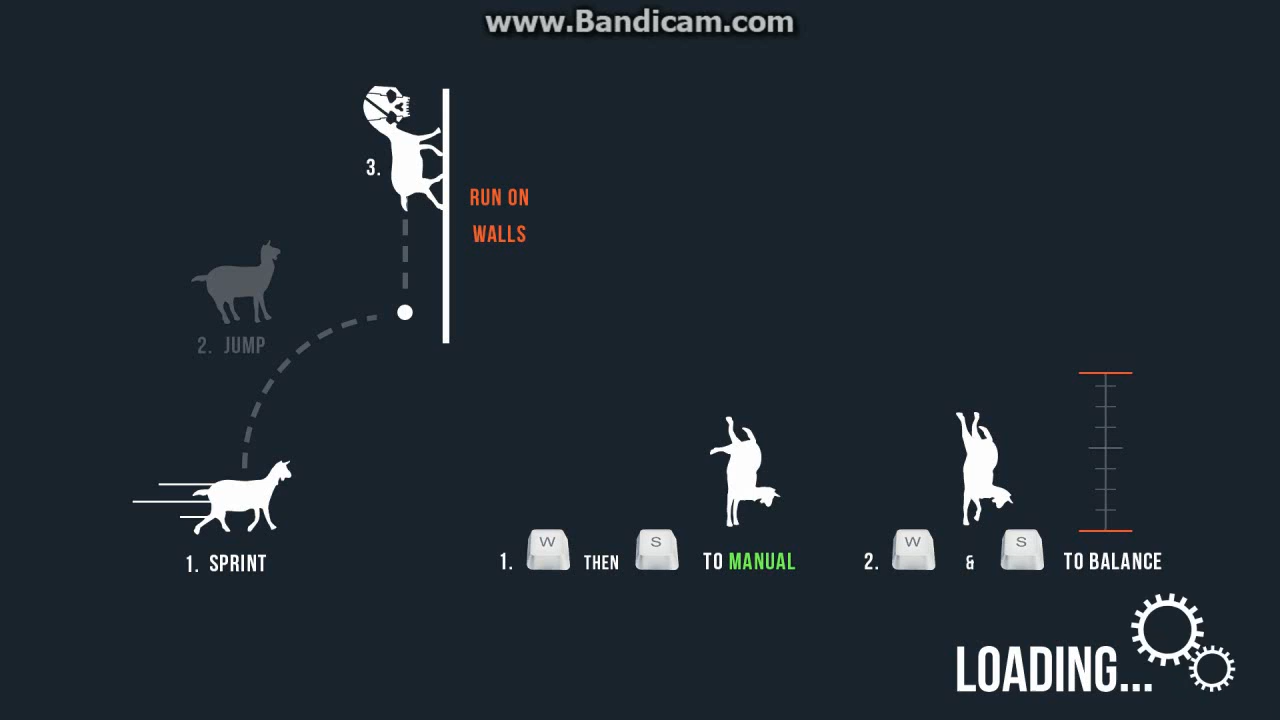 www.Bandicam.com
3.
RUN ON
WALLS
2. JUMP
1. SPRINT
1. W THEN S TO MANUAL
2. W & S TO BALANCE
LOADING...